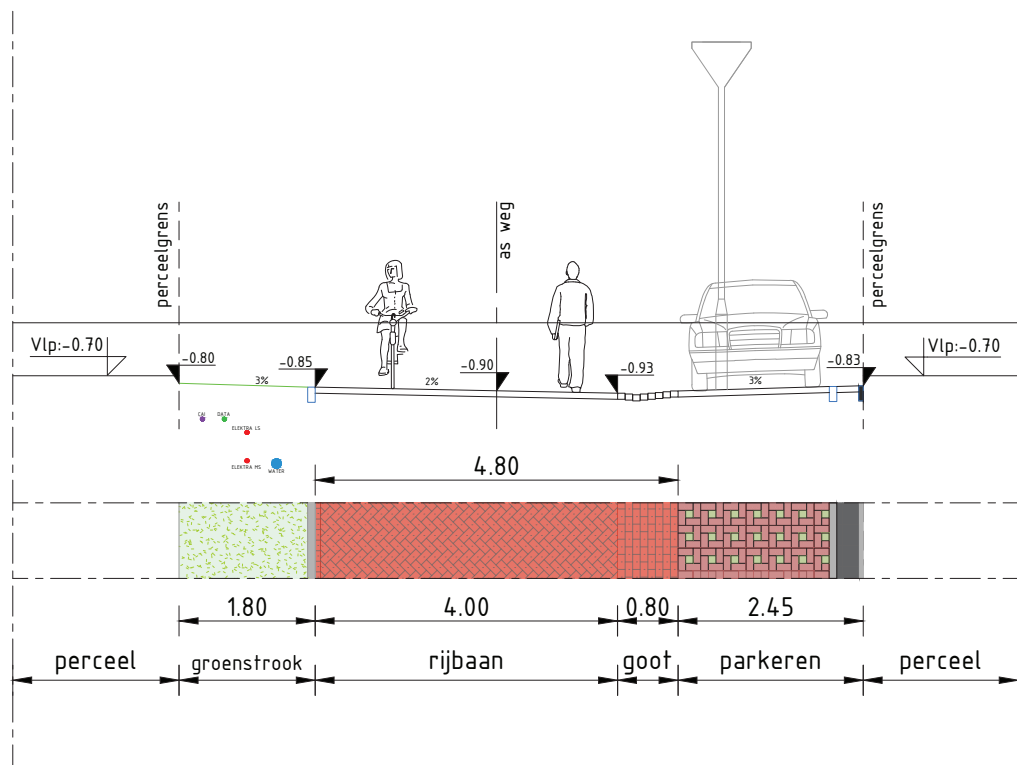 perceelgrens
as weg
perceelgrens
Vlp:-0.70
-0.80
-0.85
-0.90
-0.93
-0.83
Vlp:-0.70
3%
2%
3%
CAI
DATA
ELEKTRA LS
ELEKTRA MS
WATER
4.80
1.80
4.00
0.80
2.45
perceel
groenstrook
rijbaan
goot
parkeren
perceel